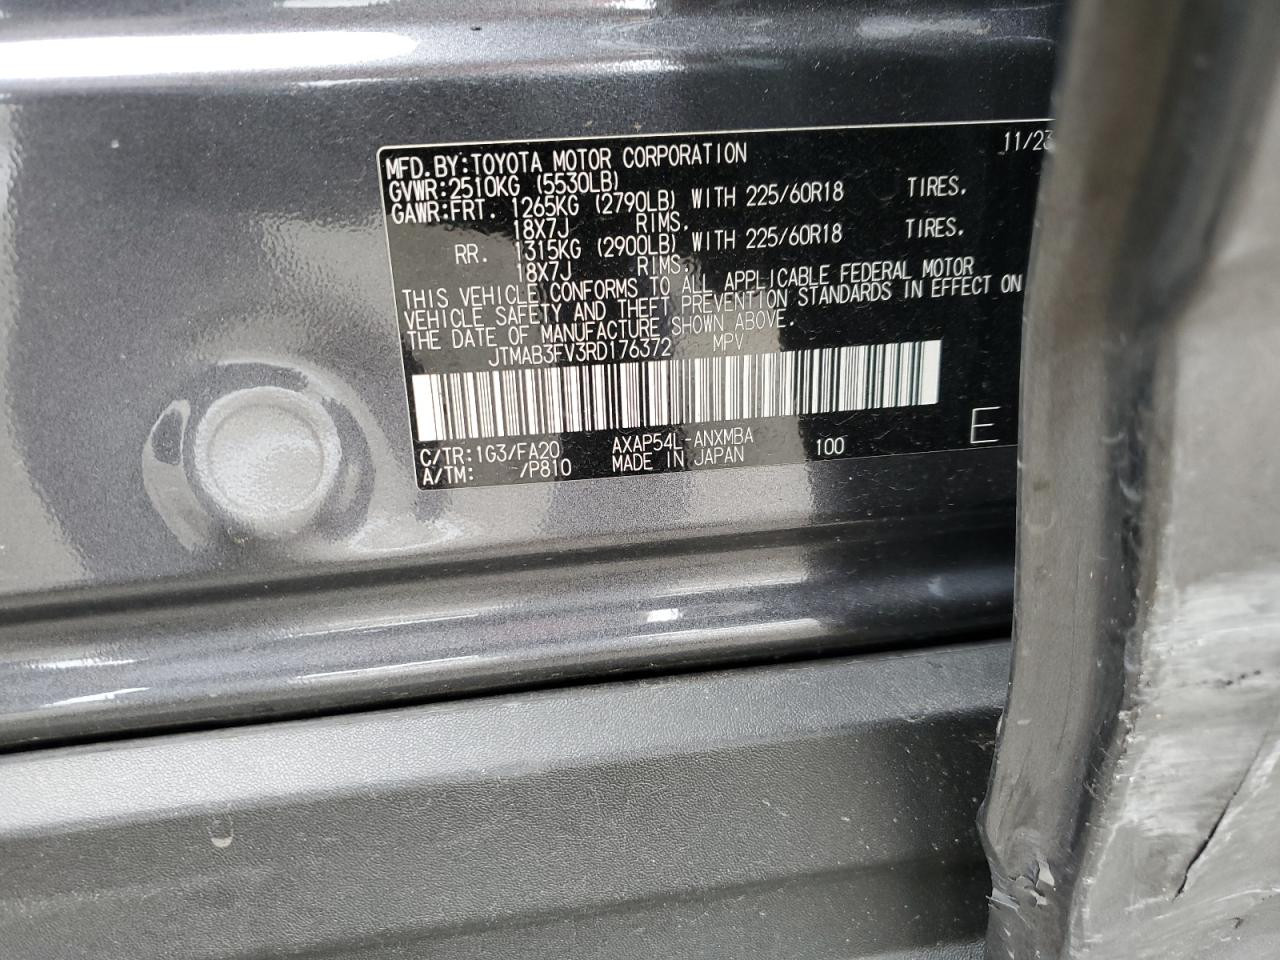 MFD.BY:TOYOTA MOTOR CORPORATION 11/23
GVWR:2510KG (5530LB)
GAWR:FRT. 1265KG (2790LB) WITH 225/60R18 TIRES.
18X7J RIMS.
RR. 1315KG (2900LB) WITH 225/60R18 TIRES.
18X7J RIMS.
THIS VEHICLE CONFORMS TO ALL APPLICABLE FEDERAL MOTOR
VEHICLE SAFETY AND THEFT PREVENTION STANDARDS IN EFFECT ON
THE DATE OF MANUFACTURE SHOWN ABOVE.
JTMAB3FV3RD176372 MPV
C/TR:1G3/FA20 AXAP54L-ANXMBA 100 E
A/TM: /P810 MADE IN JAPAN